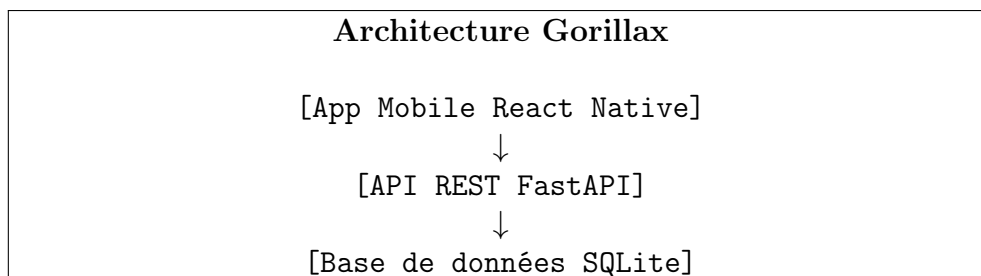 Architecture Gorillax
[App Mobile React Native]
↓
[API REST FastAPI]
↓
[Base de données SQLite]